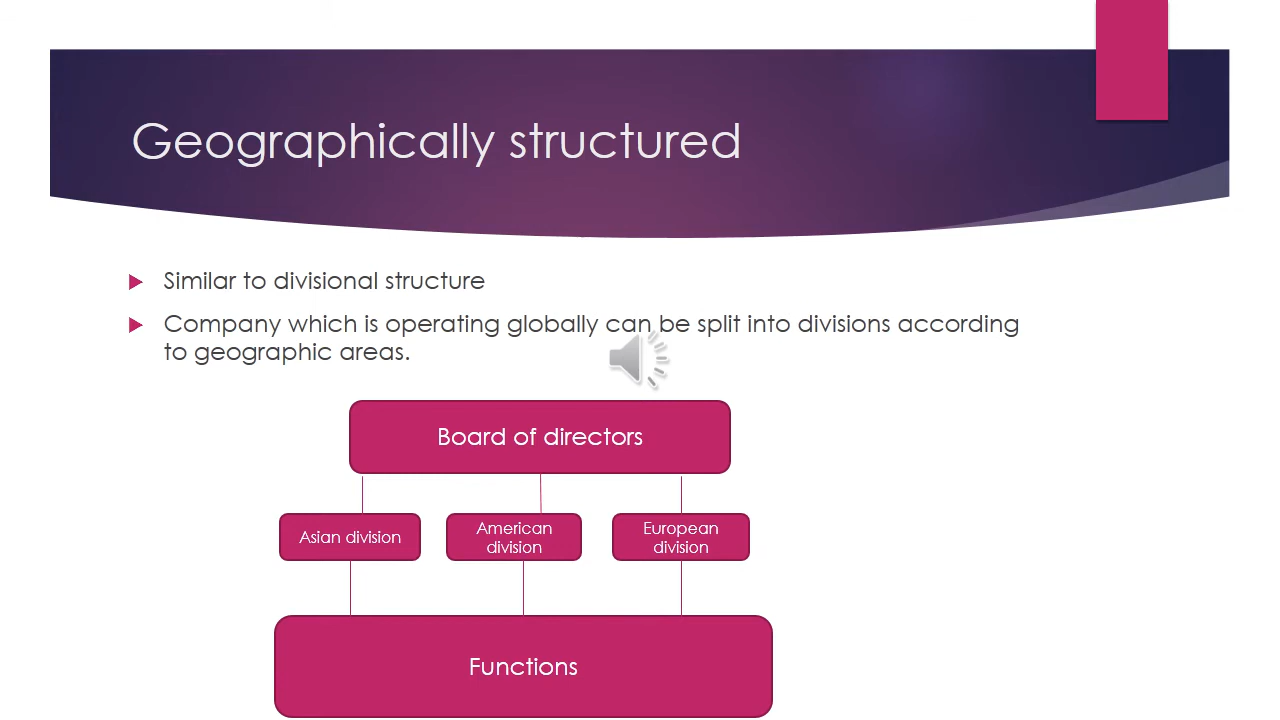 Geographically structured
Similar to divisional structure
Company which is operating globally can be split into divisions according
to geographic areas.
Board of directors
Asian division
American
division
European
division
Functions